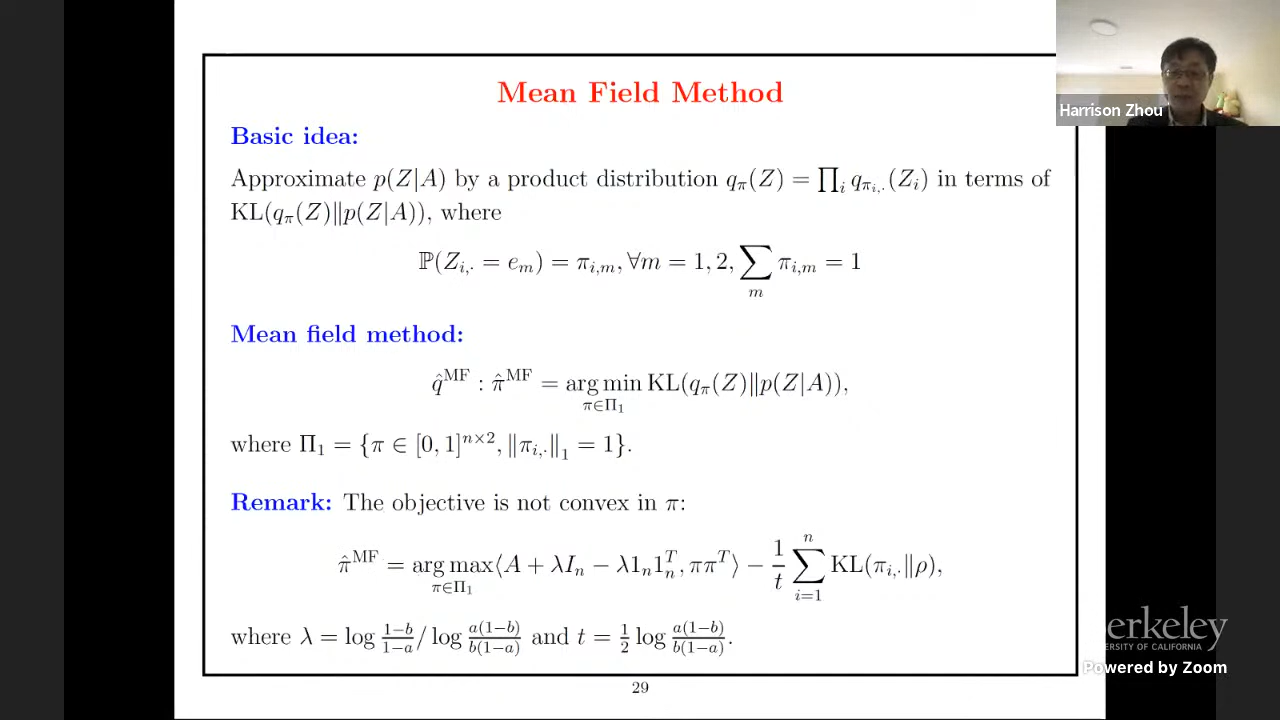 Mean Field Method
Basic idea:
Approximate p(Z|A) by a product distribution q_π(Z) = ∏_i q_{π_{i,·}}(Z_i) in terms of
KL(q_π(Z)‖p(Z|A)), where
ℙ(Z_{i,·} = e_m) = π_{i,m}, ∀m = 1, 2, ∑_m π_{i,m} = 1
Mean field method:
q̂^MF : π̂^MF = arg min_{π∈Π_1} KL(q_π(Z)‖p(Z|A)),
where Π_1 = {π ∈ [0, 1]^{n×2}, ‖π_{i,·}‖_1 = 1}.
Remark: The objective is not convex in π:
π̂^MF = arg max_{π∈Π_1} ⟨A + λI_n − λ1_n1_n^T, ππ^T⟩ − 1/t ∑_{i=1}^n KL(π_{i,·}‖ρ),
where λ = log (1−b)/(1−a) / log a(1−b)/b(1−a) and t = 1/2 log a(1−b)/b(1−a).
29
Harrison Zhou
OF CALIFORNIA
Powered by Zoom